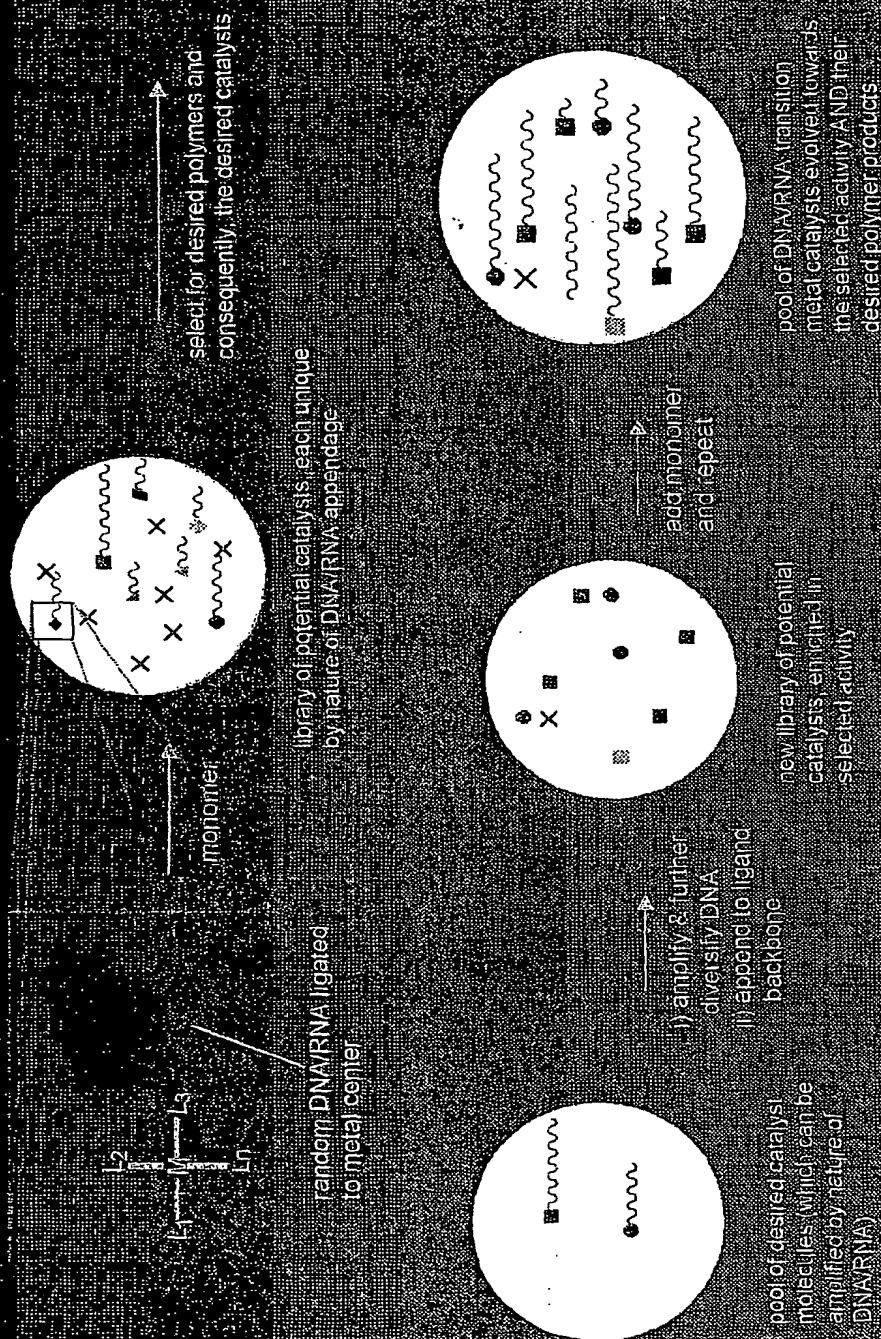 L2
L1
M
L3
Ln
random DNA/RNA ligated
to metal center
monomer
library of potential catalysts, each unique
by nature of DNA/RNA appendage
select for desired polymers and
consequently, the desired catalysts
pool of desired catalyst
molecules (which can be
amplified by nature of
DNA/RNA)
i) amplify & further
diversify DNA
ii) append to ligand
backbone
new library of potential
catalysts, enriched in
selected activity
add monomer
and repeat
pool of DNA/RNA-transition
metal catalysts evolved towards
the selected activity AND their
desired polymer products